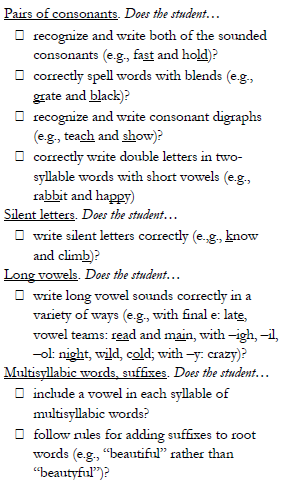 Pairs of consonants. Does the student…
☐ recognize and write both of the sounded
consonants (e.g., fast and hold)?
☐ correctly spell words with blends (e.g.,
grate and black)?
☐ recognize and write consonant digraphs
(e.g., teach and show)?
☐ correctly write double letters in two-
syllable words with short vowels (e.g.,
rabbit and happy)
Silent letters. Does the student…
☐ write silent letters correctly (e.,g., know
and climb)?
Long vowels. Does the student…
☐ write long vowel sounds correctly in a
variety of ways (e.g., with final e: late,
vowel teams: read and main, with –igh, –il,
–ol: night, wild, cold; with –y: crazy)?
Multisyllabic words, suffixes. Does the student…
☐ include a vowel in each syllable of
multisyllabic words?
☐ follow rules for adding suffixes to root
words (e.g., “beautiful” rather than
“beautyful”)?